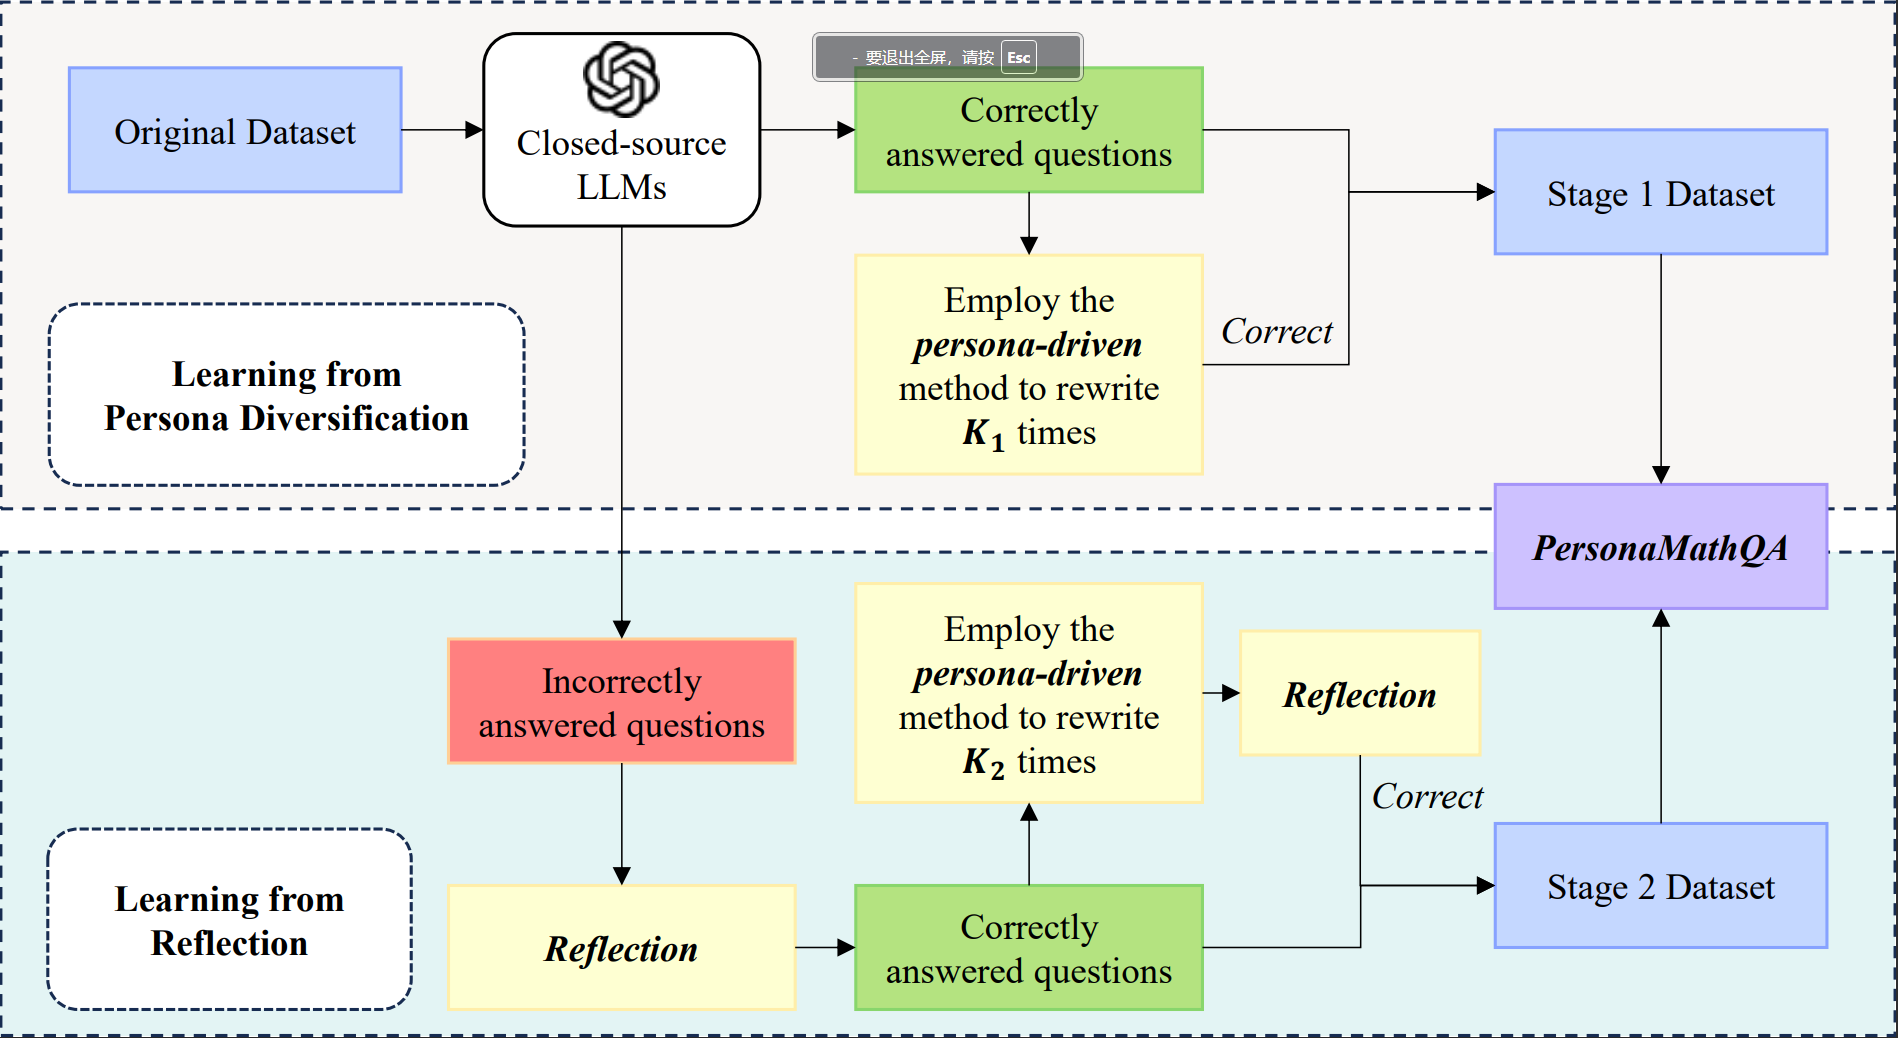 - 要退出全屏，请按 Esc
Original Dataset
Closed-source
LLMs
Correctly
answered questions
Stage 1 Dataset
Employ the
persona-driven
method to rewrite
K₁ times
Correct
Learning from
Persona Diversification
PersonaMathQA
Incorrectly
answered questions
Employ the
persona-driven
method to rewrite
K₂ times
Reflection
Correct
Learning from
Reflection
Reflection
Correctly
answered questions
Stage 2 Dataset